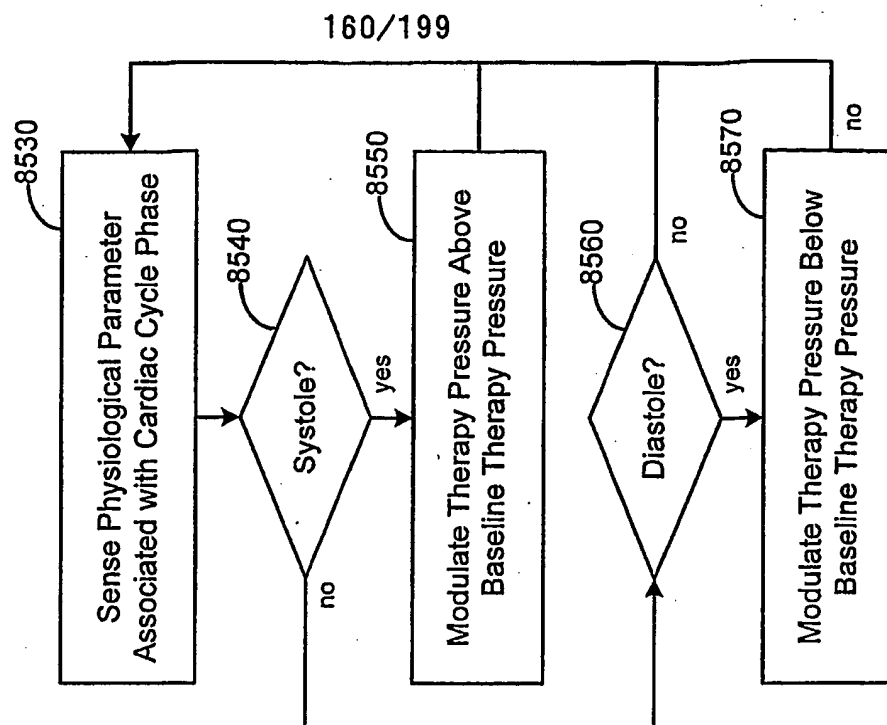 160/199
8530
Sense Physiological Parameter
Associated with Cardiac Cycle Phase
8540
Systole?
no
yes
8550
Modulate Therapy Pressure Above
Baseline Therapy Pressure
8560
Diastole?
no
yes
8570
Modulate Therapy Pressure Below
Baseline Therapy Pressure
no